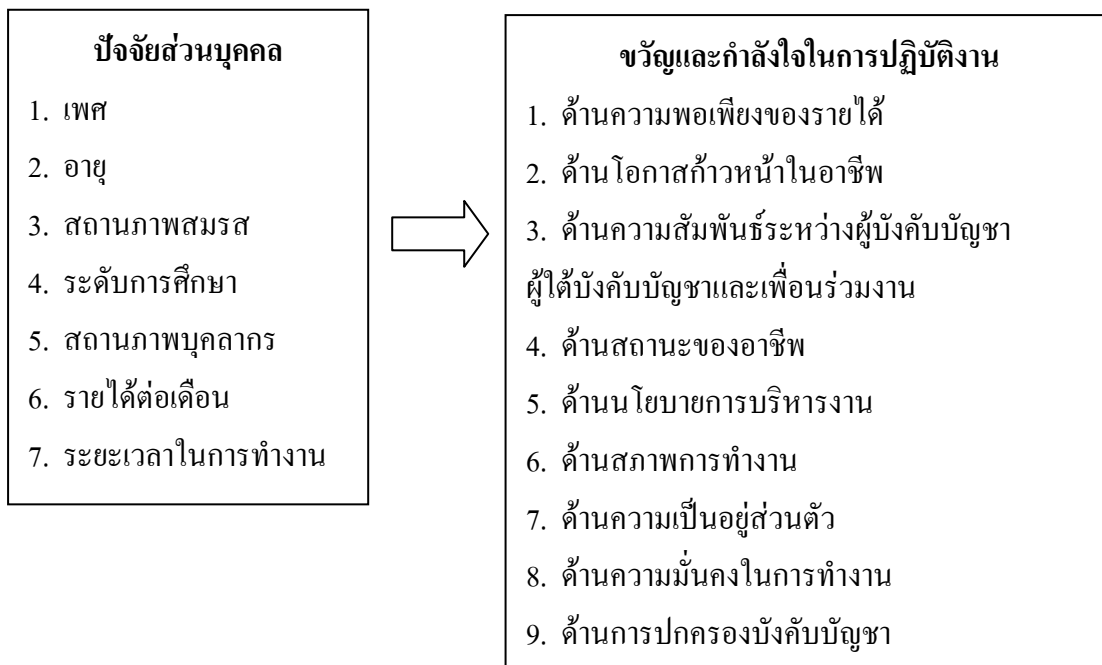 ปัจจัยส่วนบุคคล
1. เพศ
2. อายุ
3. สถานภาพสมรส
4. ระดับการศึกษา
5. สถานภาพบุคลากร
6. รายได้ต่อเดือน
7. ระยะเวลาในการทำงาน
ขวัญและกำลังใจในการปฏิบัติงาน
1. ด้านความพอเพียงของรายได้
2. ด้านโอกาสก้าวหน้าในอาชีพ
3. ด้านความสัมพันธ์ระหว่างผู้บังคับบัญชา
ผู้ใต้บังคับบัญชาและเพื่อนร่วมงาน
4. ด้านสถานะของอาชีพ
5. ด้านนโยบายการบริหารงาน
6. ด้านสภาพการทำงาน
7. ด้านความเป็นอยู่ส่วนตัว
8. ด้านความมั่นคงในการทำงาน
9. ด้านการปกครองบังคับบัญชา